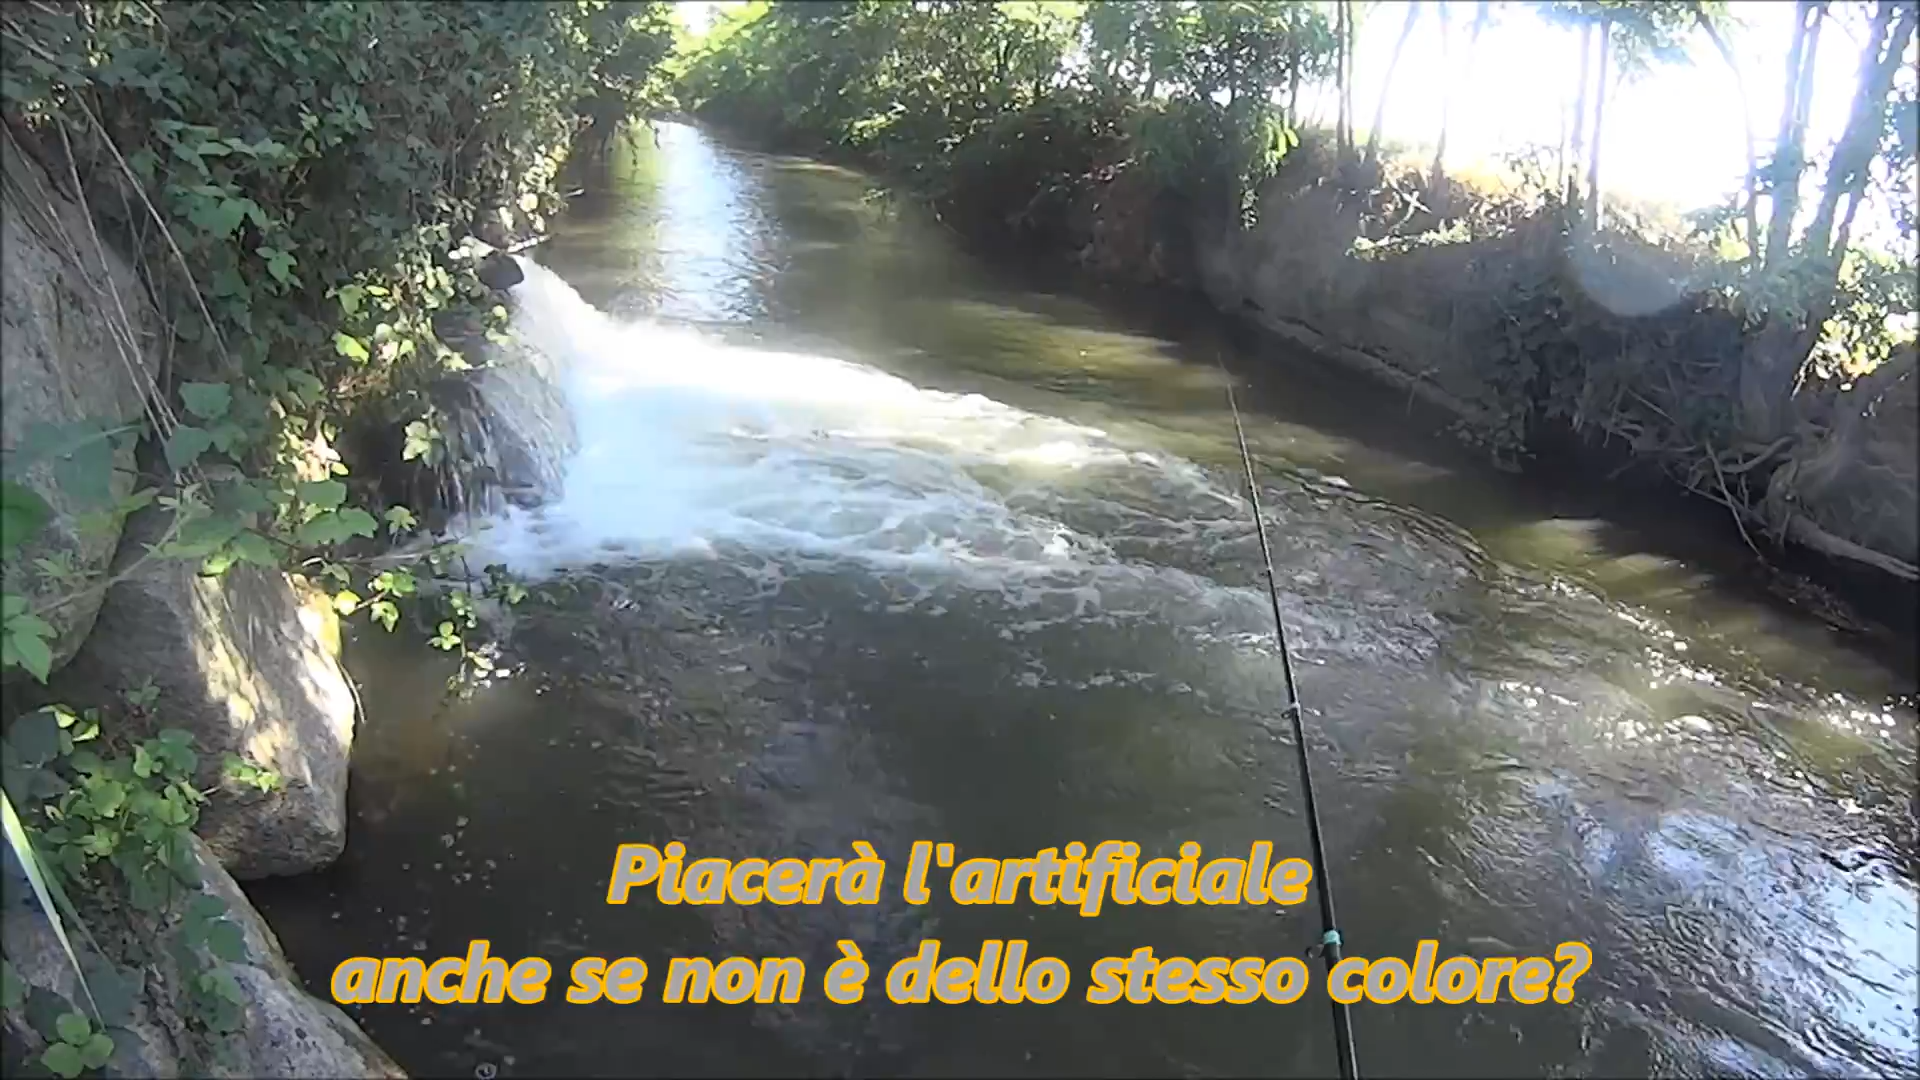 Piacerà l'artificiale
anche se non è dello stesso colore?